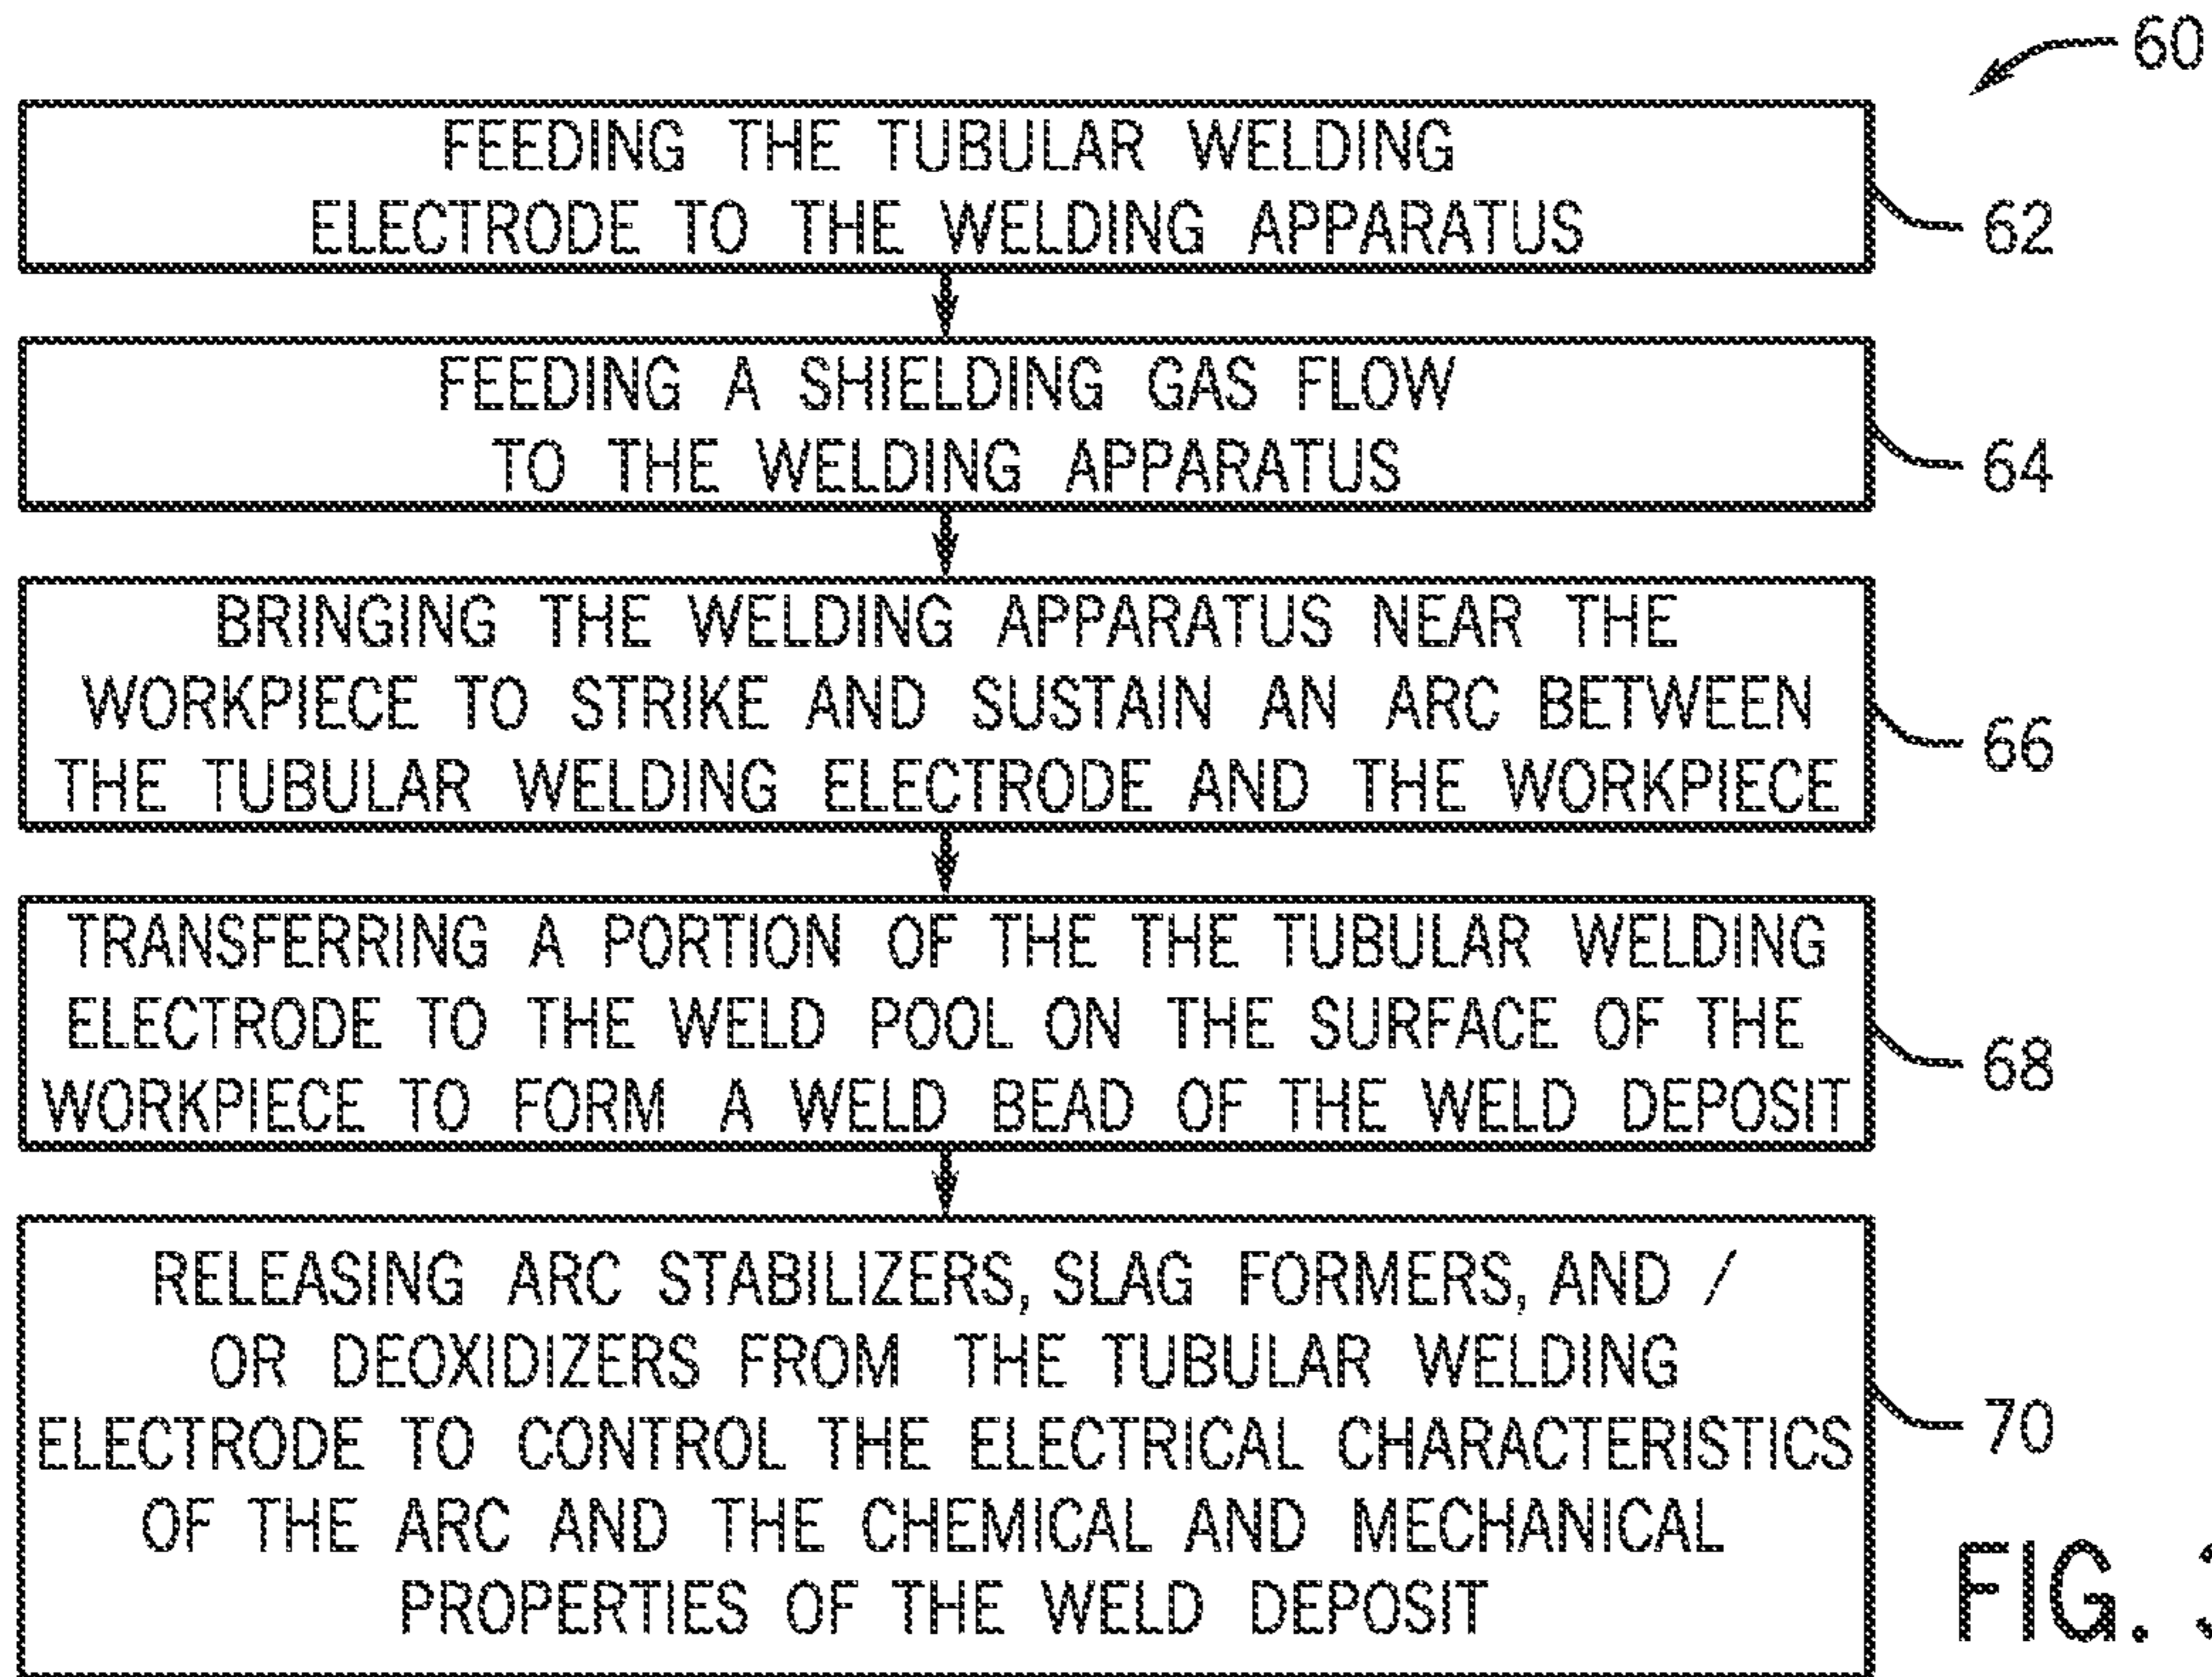 60
FEEDING THE TUBULAR WELDING
ELECTRODE TO THE WELDING APPARATUS
62
FEEDING A SHIELDING GAS FLOW
TO THE WELDING APPARATUS
64
BRINGING THE WELDING APPARATUS NEAR THE
WORKPIECE TO STRIKE AND SUSTAIN AN ARC BETWEEN
THE TUBULAR WELDING ELECTRODE AND THE WORKPIECE
66
TRANSFERRING A PORTION OF THE THE TUBULAR WELDING
ELECTRODE TO THE WELD POOL ON THE SURFACE OF THE
WORKPIECE TO FORM A WELD BEAD OF THE WELD DEPOSIT
68
RELEASING ARC STABILIZERS, SLAG FORMERS, AND /
OR DEOXIDIZERS FROM THE TUBULAR WELDING
ELECTRODE TO CONTROL THE ELECTRICAL CHARACTERISTICS
OF THE ARC AND THE CHEMICAL AND MECHANICAL
PROPERTIES OF THE WELD DEPOSIT
70
FIG.